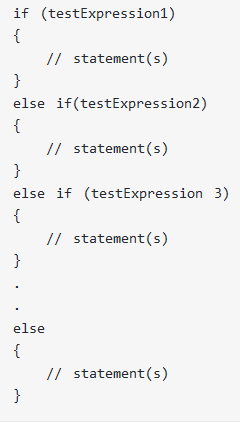 if (testExpression1)
{
    // statement(s)
}
else if(testExpression2)
{
    // statement(s)
}
else if (testExpression 3)
{
    // statement(s)
}
.
.
else
{
    // statement(s)
}